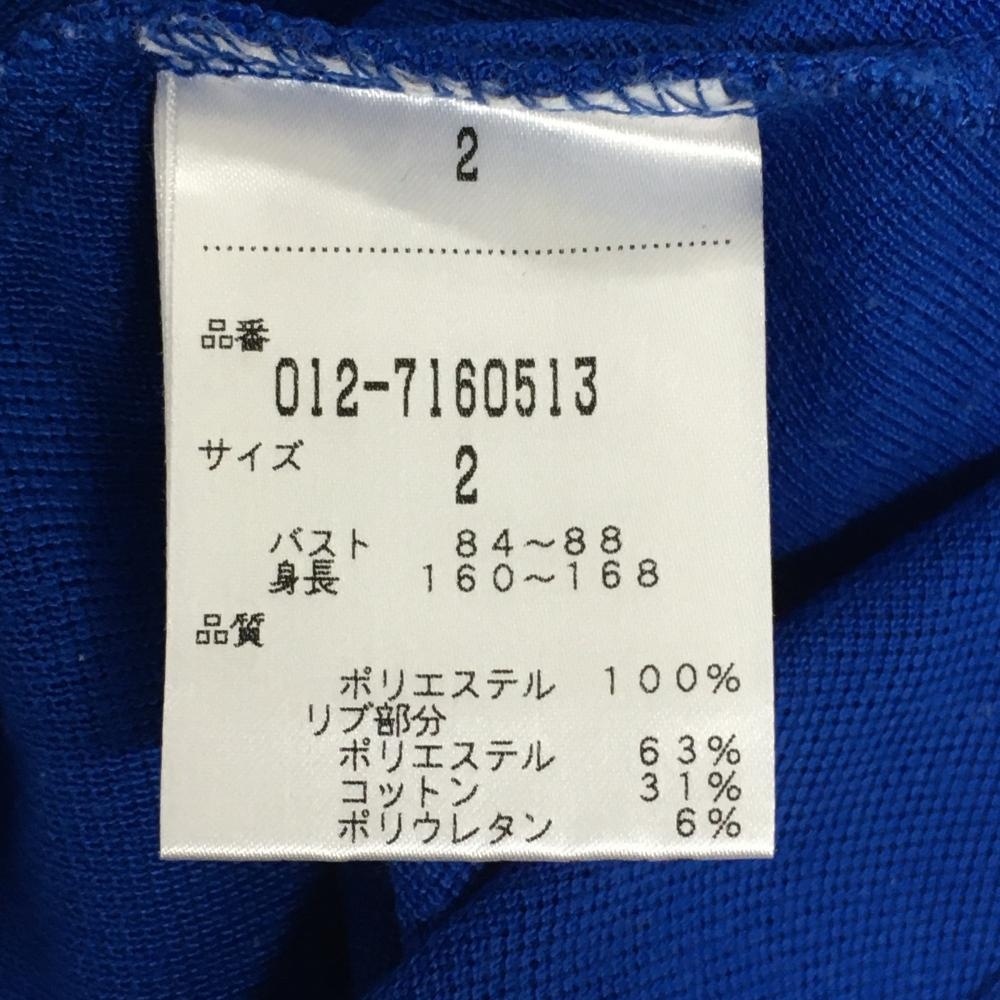 2
品番
012-7160513
サイズ
2
バスト 84～88
身長 160～168
品質
ポリエステル 100%
リブ部分
ポリエステル 63%
コットン 31%
ポリウレタン 6%